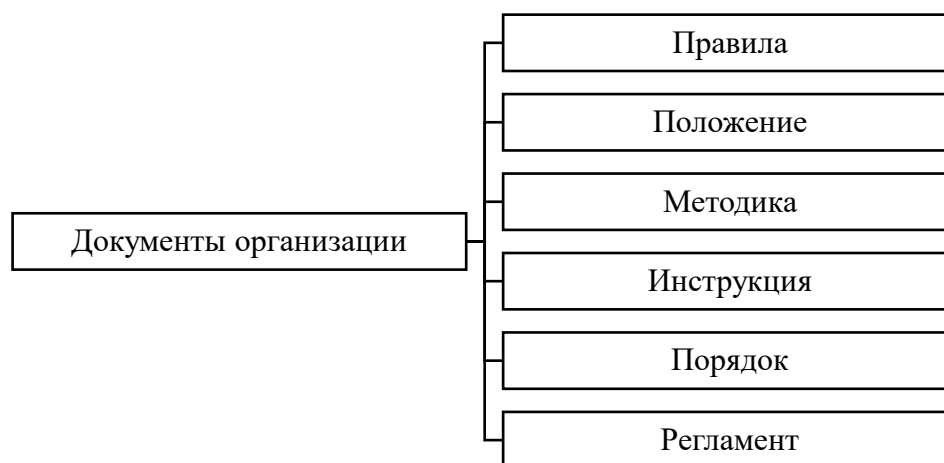 Правила
Положение
Методика
Документы организации
Инструкция
Порядок
Регламент